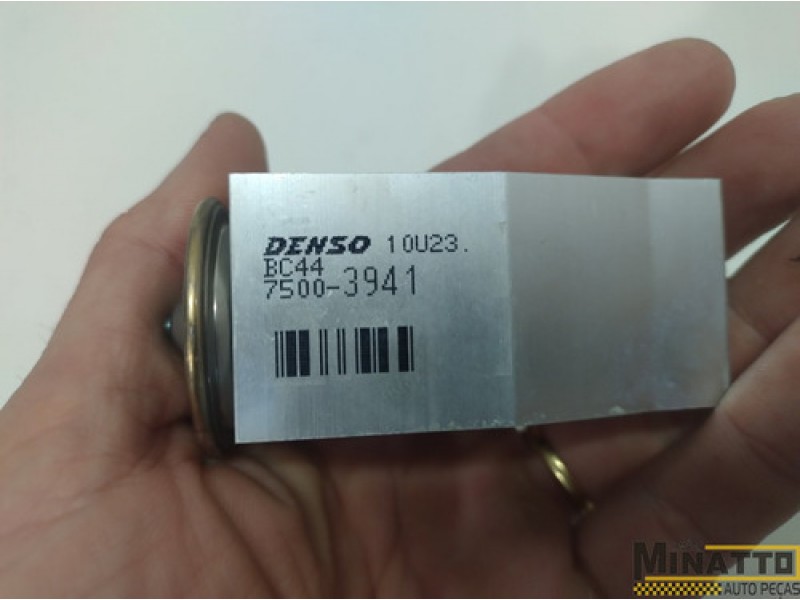 DENSO 10U23.
BC44
7500-3941
MINATTO
AUTO PEÇAS